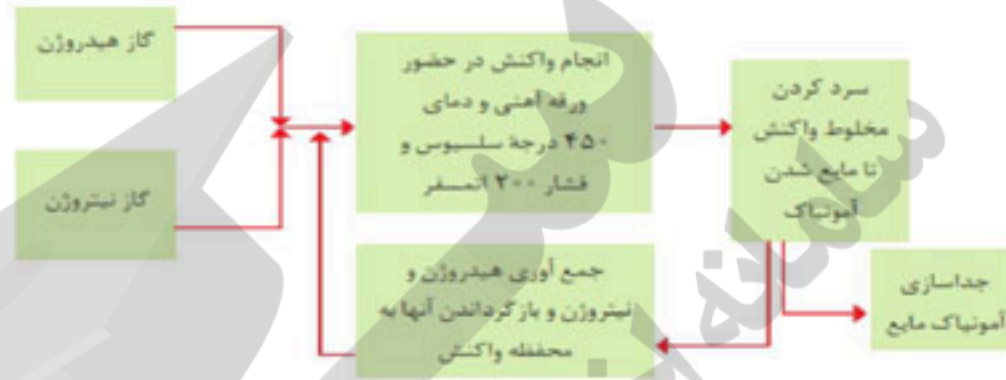 گاز هیدروژن
گاز نیتروژن
انجام واکنش در حضور
ورقه آهنی و دمای
۴۵۰ درجۀ سلسیوس و
فشار ۲۰۰ اتمسفر
سرد کردن
مخلوط واکنش
تا مایع شدن
آمونیاک
جمع آوری هیدروژن و
نیتروژن و بازگرداندن آنها به
محفظه واکنش
جداسازی
آمونیاک مایع